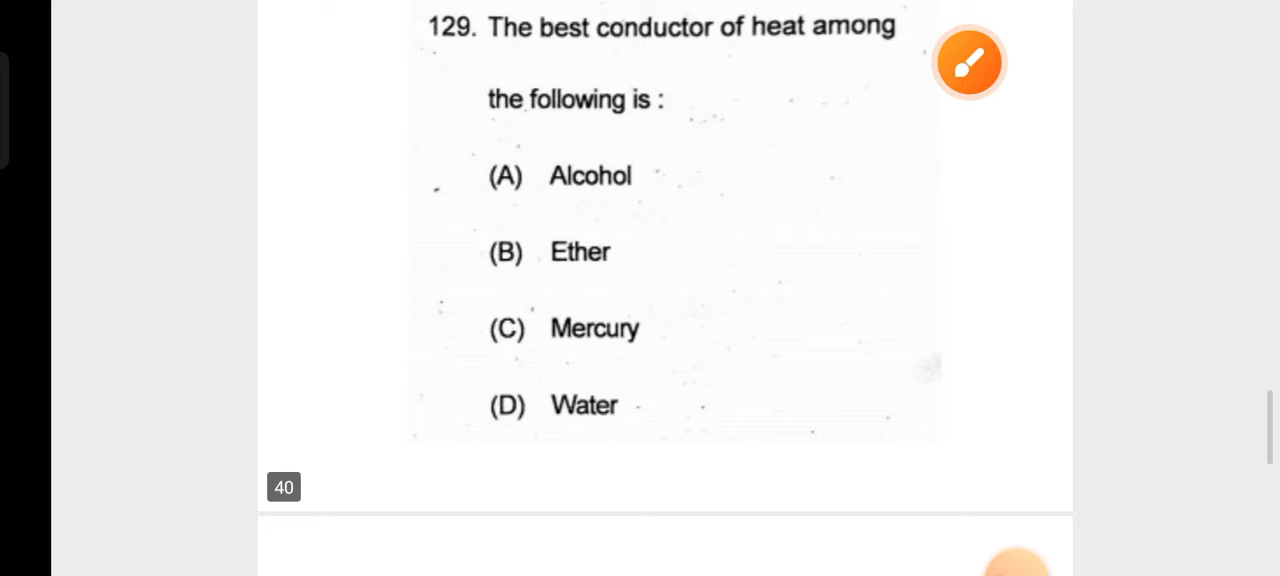 129. The best conductor of heat among
the following is :
(A) Alcohol
(B) Ether
(C) Mercury
(D) Water
40